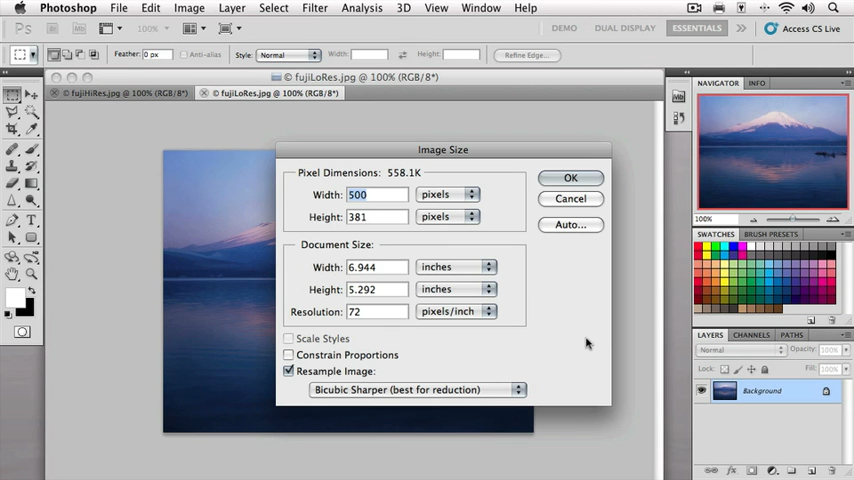 Photoshop File Edit Image Layer Select Filter Analysis 3D View Window Help
Ps 100% DEMO DUAL DISPLAY ESSENTIALS Access CS Live
Feather: 0 px Anti-alias Style: Normal Width: Height: Refine Edge...
© fujiLoRes.jpg @ 100% (RGB/8*)
© fujiHiRes.jpg @ 100% (RGB/8*) © fujiLoRes.jpg @ 100% (RGB/8*)
NAVIGATOR INFO
Image Size
Pixel Dimensions: 558.1K
Width: 500 pixels
Height: 381 pixels
Document Size:
Width: 6.944 inches
Height: 5.292 inches
Resolution: 72 pixels/inch
Scale Styles
Constrain Proportions
Resample Image:
Bicubic Sharper (best for reduction)
OK
Cancel
Auto...
100%
SWATCHES BRUSH PRESETS
LAYERS CHANNELS PATHS
Normal Opacity: 100%
Lock: Fill: 100%
Background
fx